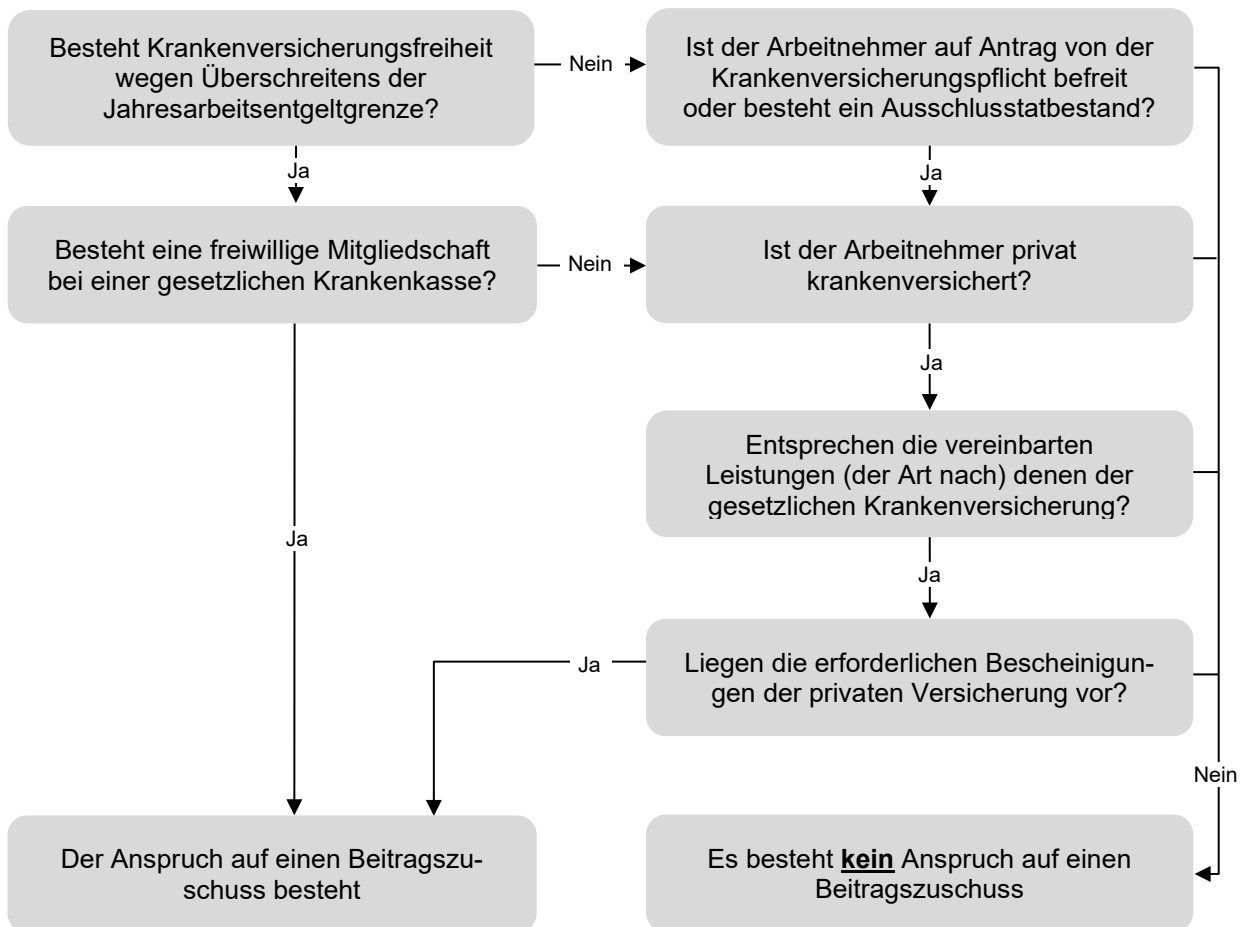 Besteht Krankenversicherungsfreiheit
wegen Überschreitens der
Jahresarbeitsentgeltgrenze?
Nein
Ist der Arbeitnehmer auf Antrag von der
Krankenversicherungspflicht befreit
oder besteht ein Ausschlusstatbestand?
Ja
Ja
Besteht eine freiwillige Mitgliedschaft
bei einer gesetzlichen Krankenkasse?
Nein
Ist der Arbeitnehmer privat
krankenversichert?
Ja
Entsprechen die vereinbarten
Leistungen (der Art nach) denen der
gesetzlichen Krankenversicherung?
Ja
Ja
Ja
Liegen die erforderlichen Bescheinigun-
gen der privaten Versicherung vor?
Nein
Der Anspruch auf einen Beitragszu-
schuss besteht
Es besteht kein Anspruch auf einen
Beitragszuschuss